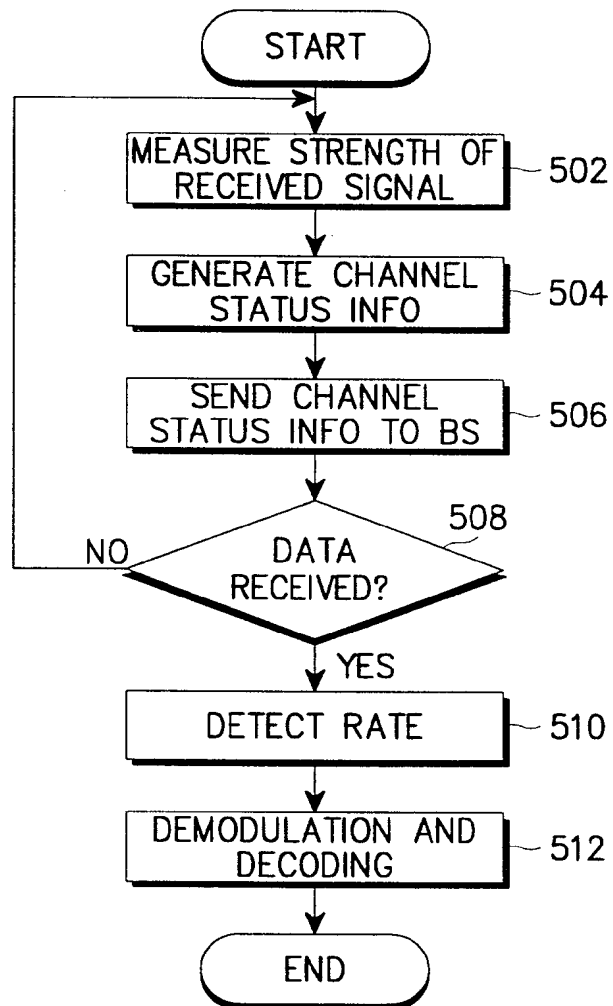 START
MEASURE STRENGTH OF
RECEIVED SIGNAL
502
GENERATE CHANNEL
STATUS INFO
504
SEND CHANNEL
STATUS INFO TO BS
506
508
DATA
RECEIVED?
NO
YES
DETECT RATE
510
DEMODULATION AND
DECODING
512
END